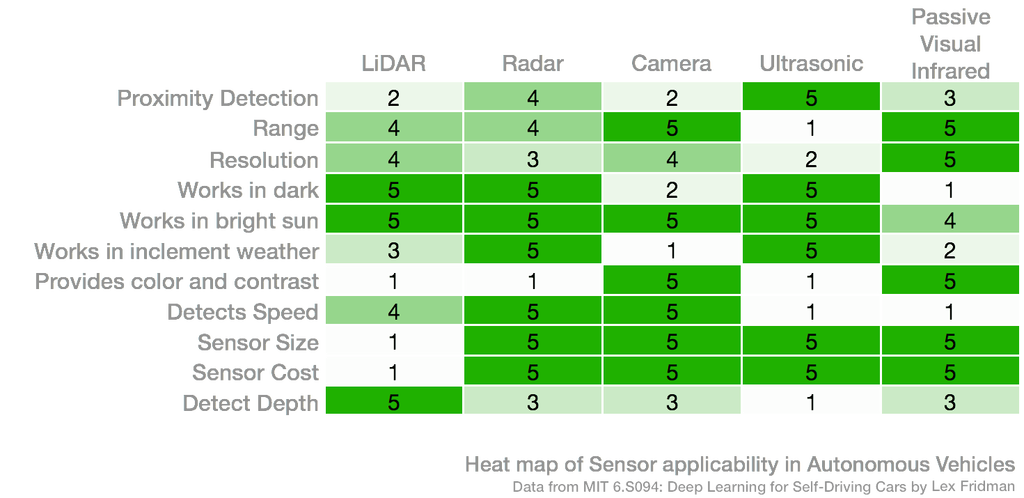 Passive
Visual
Infrared
LiDAR Radar Camera Ultrasonic
Proximity Detection 2 4 2 5 3
Range 4 4 5 1 5
Resolution 4 3 4 2 5
Works in dark 5 5 2 5 1
Works in bright sun 5 5 5 5 4
Works in inclement weather 3 5 1 5 2
Provides color and contrast 1 1 5 1 5
Detects Speed 4 5 5 1 1
Sensor Size 1 5 5 5 5
Sensor Cost 1 5 5 5 5
Detect Depth 5 3 3 1 3
Heat map of Sensor applicability in Autonomous Vehicles
Data from MIT 6.S094: Deep Learning for Self-Driving Cars by Lex Fridman